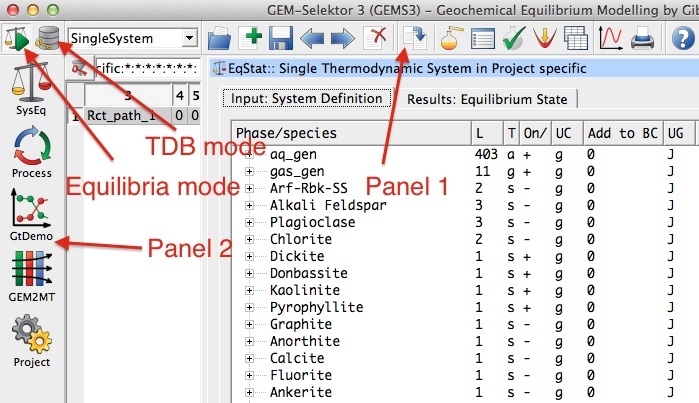 GEM-Selektor 3 (GEMS3) - Geochemical Equilibrium Modelling by Gib
SingleSystem
SysEq
Process
GtDemo
GEM2MT
Project
cific:*:*:*:*:*:*:*:
3 4 5
1 Rct_path_1 0 0
EqStat:: Single Thermodynamic System in Project specific
Input: System Definition Results: Equilibrium State
Phase/species L T On/ UC Add to BC UG
aq_gen 403 a + g 0 J
gas_gen 11 g + g 0 J
Arf-Rbk-SS 2 s - g 0 J
Alkali Feldspar 3 s - g 0 J
Plagioclase 3 s - g 0 J
Chlorite 2 s - g 0 J
Dickite 1 s + g 0 J
Donbassite 1 s + g 0 J
Kaolinite 1 s + g 0 J
Pyrophyllite 1 s + g 0 J
Graphite 1 s - g 0 J
Anorthite 1 s - g 0 J
Calcite 1 s - g 0 J
Fluorite 1 s - g 0 J
Ankerite 1 s - g 0 J
TDB mode
Equilibria mode
Panel 1
Panel 2